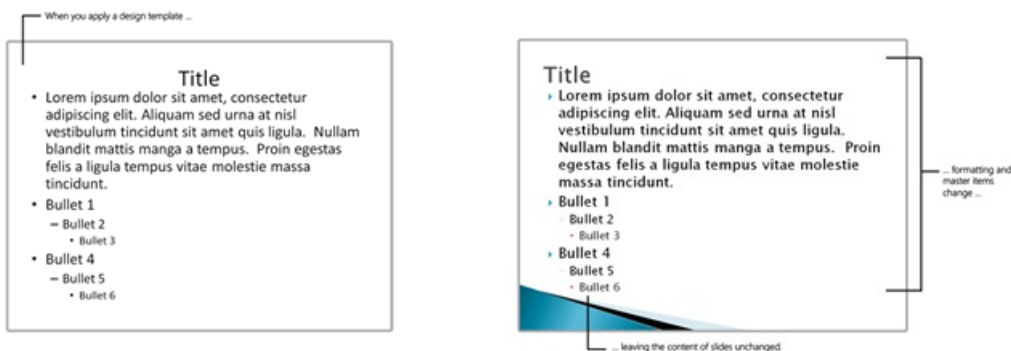 When you apply a design template ...
Title
• Lorem ipsum dolor sit amet, consectetur
adipiscing elit. Aliquam sed urna at nisl
vestibulum tincidunt sit amet quis ligula.  Nullam
blandit mattis manga a tempus.  Proin egestas
felis a ligula tempus vitae molestie massa
tincidunt.
• Bullet 1
– Bullet 2
• Bullet 3
• Bullet 4
– Bullet 5
• Bullet 6
Title
Lorem ipsum dolor sit amet, consectetur
adipiscing elit. Aliquam sed urna at nisl
vestibulum tincidunt sit amet quis ligula.
Nullam blandit mattis manga a tempus.  Proin
egestas felis a ligula tempus vitae molestie
massa tincidunt.
Bullet 1
Bullet 2
Bullet 3
Bullet 4
Bullet 5
Bullet 6
... formatting and
master items
change ...
... leaving the content of slides unchanged.